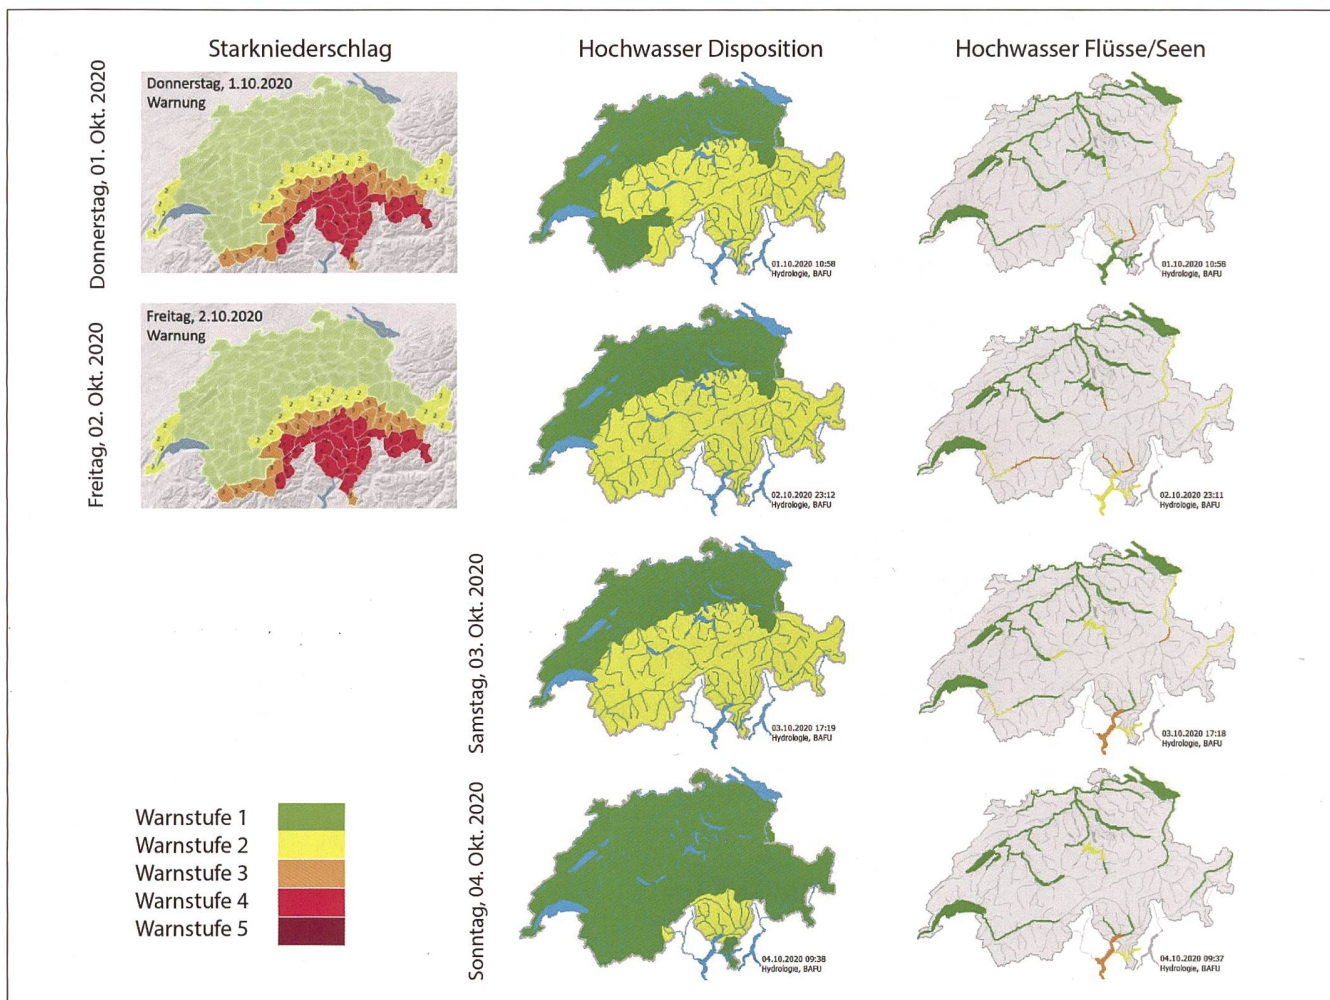 Starkniederschlag
Hochwasser Disposition
Hochwasser Flüsse/Seen
Donnerstag, 01. Okt. 2020
Donnerstag, 1.10.2020
Warnung
01.10.2020 10:58
Hydrologie, BAFU
01.10.2020 10:58
Hydrologie, BAFU
Freitag, 02. Okt. 2020
Freitag, 2.10.2020
Warnung
02.10.2020 23:12
Hydrologie, BAFU
02.10.2020 23:11
Hydrologie, BAFU
Samstag, 03. Okt. 2020
03.10.2020 17:19
Hydrologie, BAFU
03.10.2020 17:18
Hydrologie, BAFU
Sonntag, 04. Okt. 2020
04.10.2020 09:38
Hydrologie, BAFU
04.10.2020 09:37
Hydrologie, BAFU
Warnstufe 1
Warnstufe 2
Warnstufe 3
Warnstufe 4
Warnstufe 5